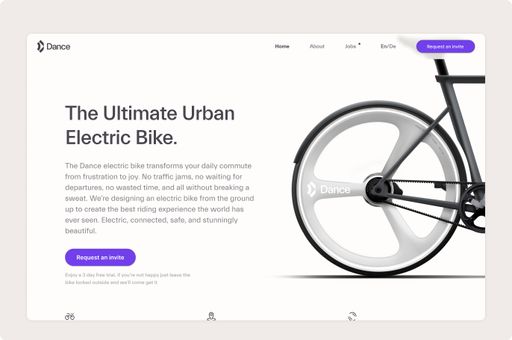 Dance
Home
About
Jobs
En/De
Request an invite
The Ultimate Urban
Electric Bike.
The Dance electric bike transforms your daily commute
from frustration to joy. No traffic jams, no waiting for
departures, no wasted time, and all without breaking a
sweat. We're designing an electric bike from the ground
up to create the best riding experience the world has
ever seen. Electric, connected, safe, and stunningly
beautiful.
Dance
Request an invite
Enjoy a 3 day free trial. If you're not happy just leave the
bike locked outside and we'll come get it